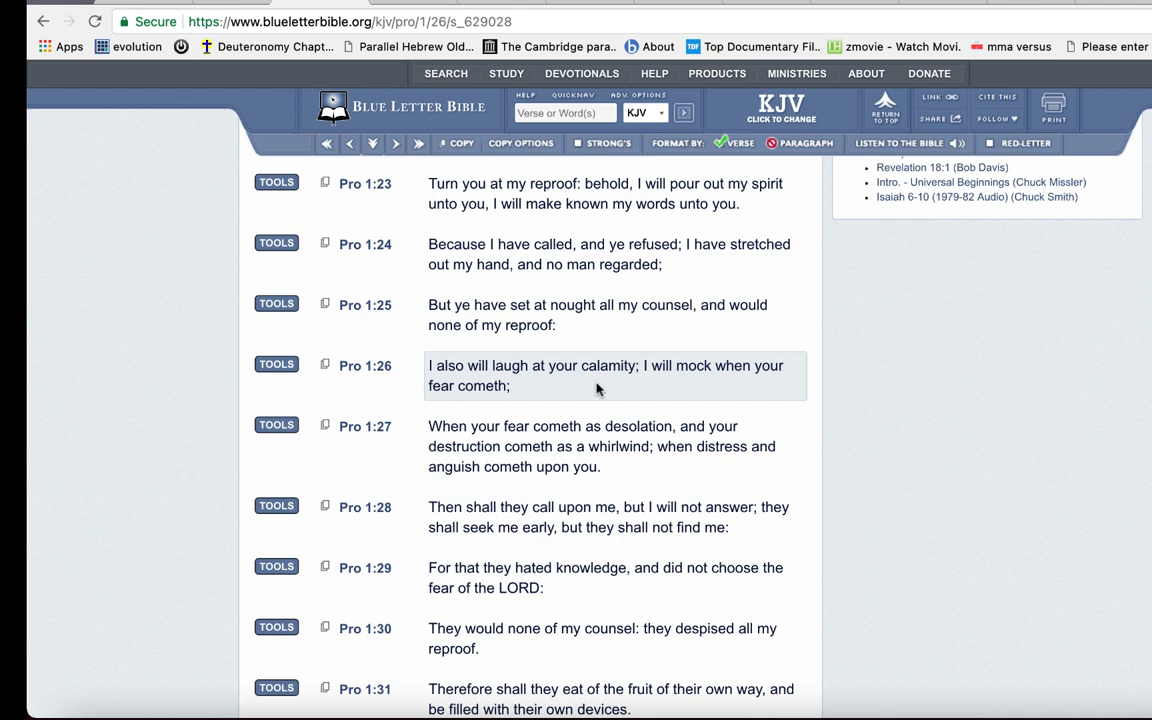 Secure https://www.blueletterbible.org/kjv/pro/1/26/s_629028
Apps evolution Deuteronomy Chapt... Parallel Hebrew Old... The Cambridge para.. About TDF Top Documentary Fil.. zmovie - Watch Movi. mma versus Please enter
SEARCH STUDY DEVOTIONALS HELP PRODUCTS MINISTRIES ABOUT DONATE
HELP QUICKNAV ADV. OPTIONS
BLUE LETTER BIBLE
Verse or Word(s) KJV
KJV
CLICK TO CHANGE
RETURN TO TOP
LINK CITE THIS
SHARE FOLLOW
PRINT
COPY COPY OPTIONS STRONG'S FORMAT BY: VERSE PARAGRAPH LISTEN TO THE BIBLE RED-LETTER
Revelation 18:1 (Bob Davis)
Intro. - Universal Beginnings (Chuck Missler)
Isaiah 6-10 (1979-82 Audio) (Chuck Smith)
TOOLS Pro 1:23 Turn you at my reproof: behold, I will pour out my spirit
unto you, I will make known my words unto you.
TOOLS Pro 1:24 Because I have called, and ye refused; I have stretched
out my hand, and no man regarded;
TOOLS Pro 1:25 But ye have set at nought all my counsel, and would
none of my reproof:
TOOLS Pro 1:26 I also will laugh at your calamity; I will mock when your
fear cometh;
TOOLS Pro 1:27 When your fear cometh as desolation, and your
destruction cometh as a whirlwind; when distress and
anguish cometh upon you.
TOOLS Pro 1:28 Then shall they call upon me, but I will not answer; they
shall seek me early, but they shall not find me:
TOOLS Pro 1:29 For that they hated knowledge, and did not choose the
fear of the LORD:
TOOLS Pro 1:30 They would none of my counsel: they despised all my
reproof.
TOOLS Pro 1:31 Therefore shall they eat of the fruit of their own way, and
be filled with their own devices.